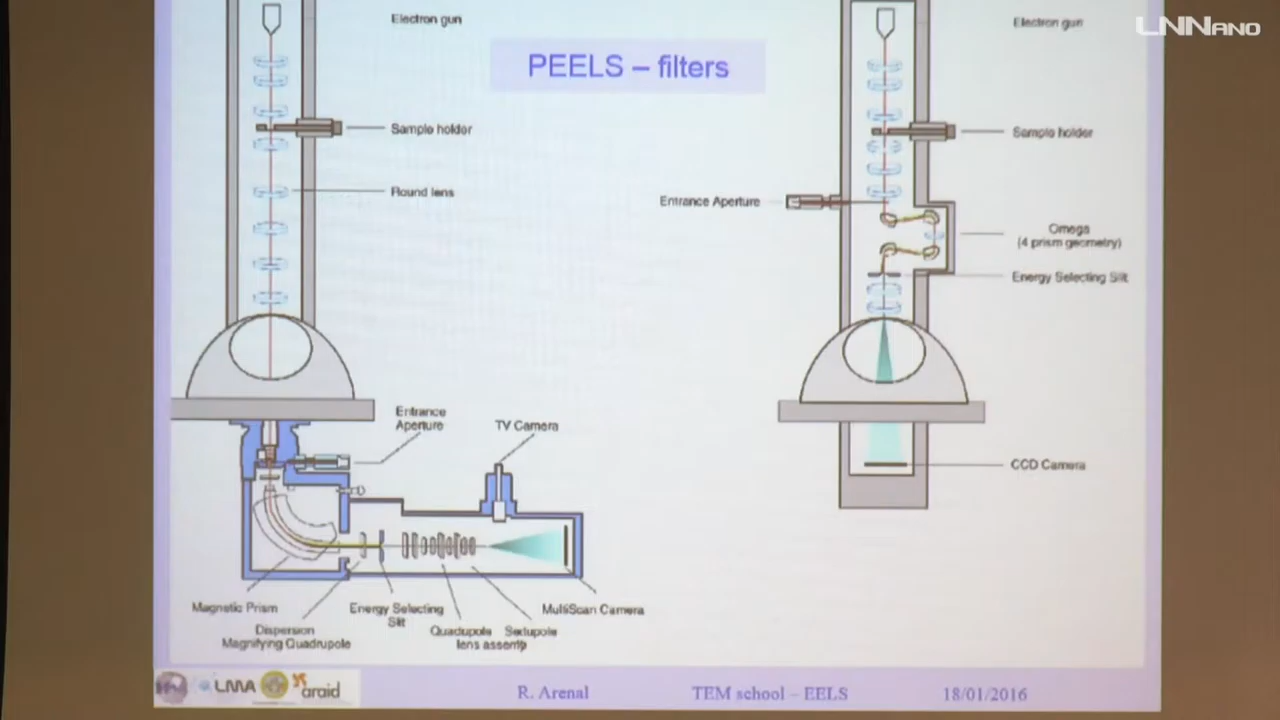 LNNANO
Electron gun
PEELS – filters
Electron gun
Sample holder
Sample holder
Round lens
Entrance Aperture
Omega
(4 prism geometry)
Energy Selecting Slit
Entrance
Aperture
TV Camera
CCD Camera
Magnetic Prism
Energy Selecting
Slit
MultiScan Camera
Dispersion
Magnifying Quadrupole
Quadupole
Sextupole
lens assemb
LMA
araid
R. Arenal
TEM school – EELS
18/01/2016